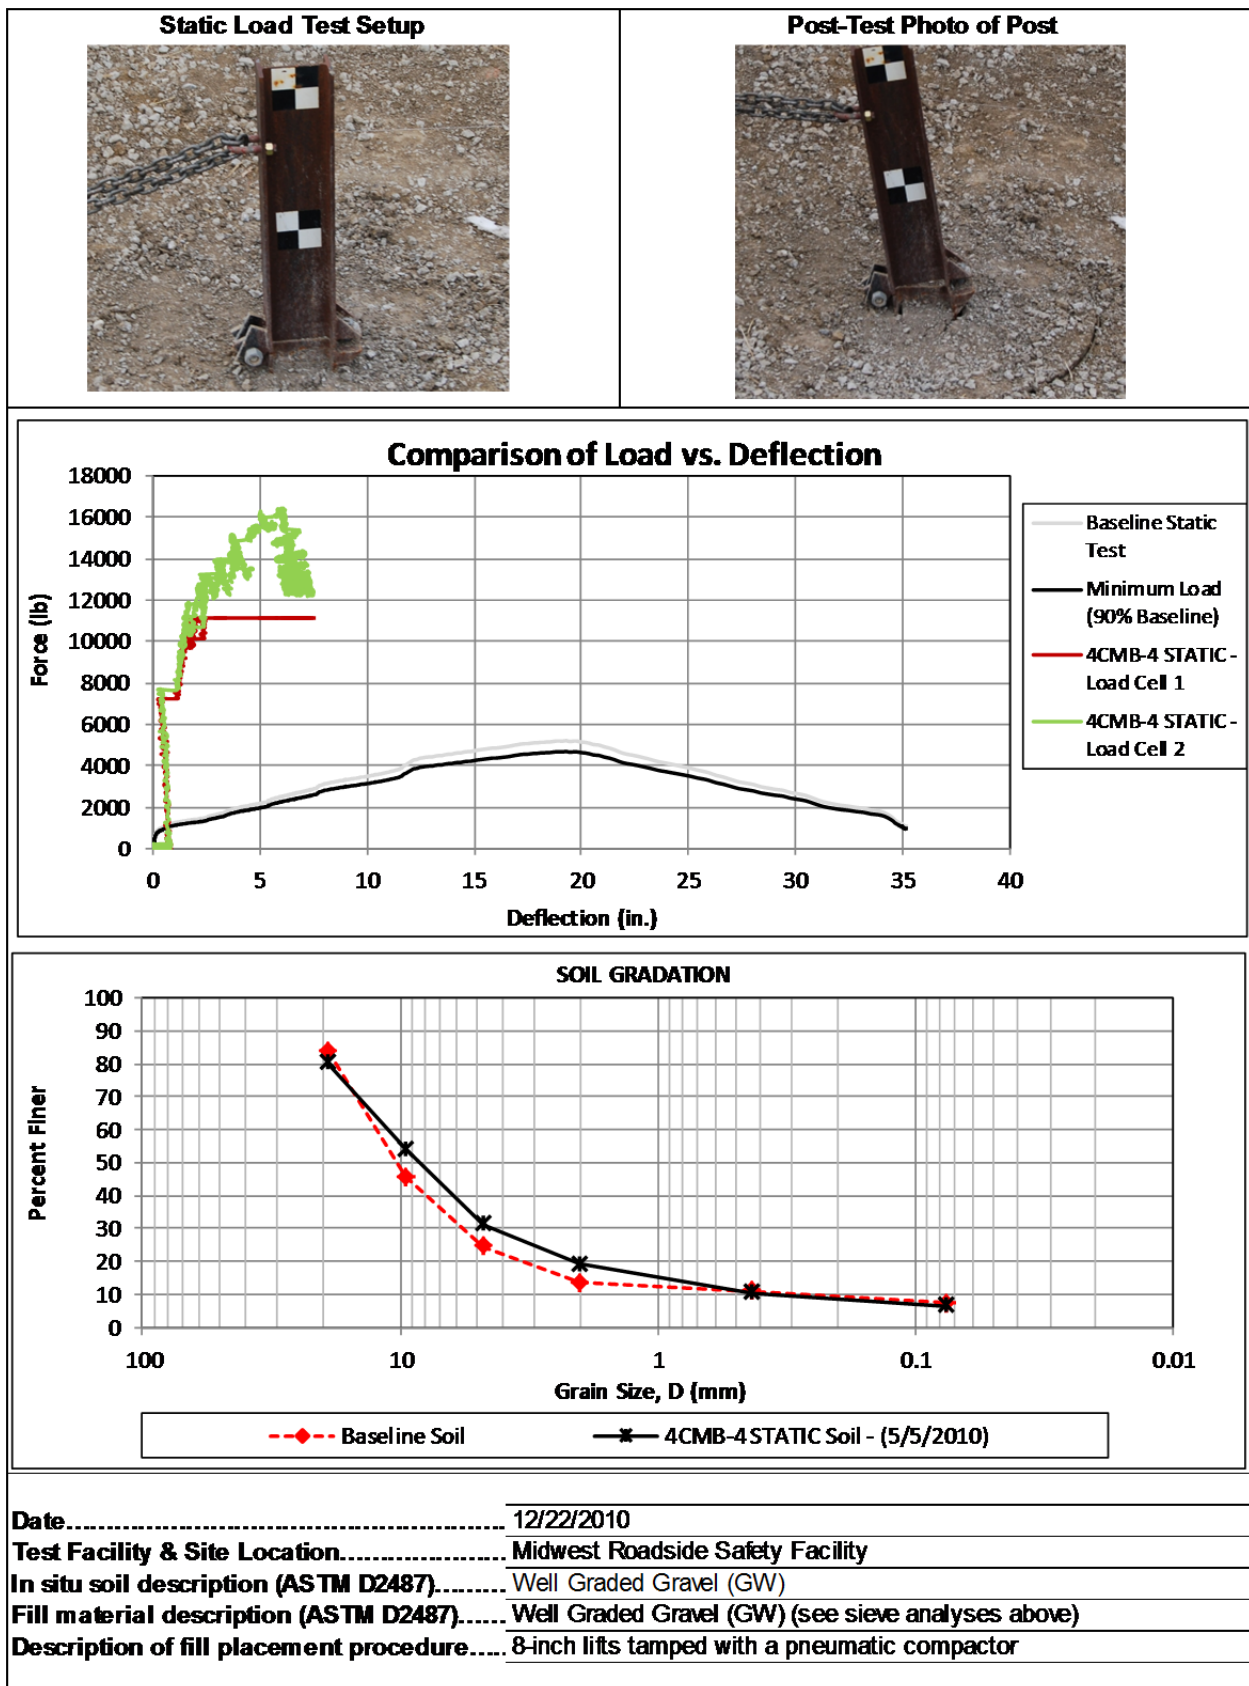 Static Load Test Setup
Post-Test Photo of Post
Comparison of Load vs. Deflection
18000
16000
14000
12000
10000
8000
6000
4000
2000
0
Force (lb)
0 5 10 15 20 25 30 35 40
Deflection (in.)
Baseline Static
Test
Minimum Load
(90% Baseline)
4CMB-4 STATIC -
Load Cell 1
4CMB-4 STATIC -
Load Cell 2
SOIL GRADATION
100
90
80
70
60
50
40
30
20
10
0
Percent Finer
100 10 1 0.1 0.01
Grain Size, D (mm)
Baseline Soil
4CMB-4 STATIC Soil - (5/5/2010)
Date.................................................................. 12/22/2010
Test Facility & Site Location......................... Midwest Roadside Safety Facility
In situ soil description (ASTM D2487).......... Well Graded Gravel (GW)
Fill material description (ASTM D2487)....... Well Graded Gravel (GW) (see sieve analyses above)
Description of fill placement procedure..... 8-inch lifts tamped with a pneumatic compactor